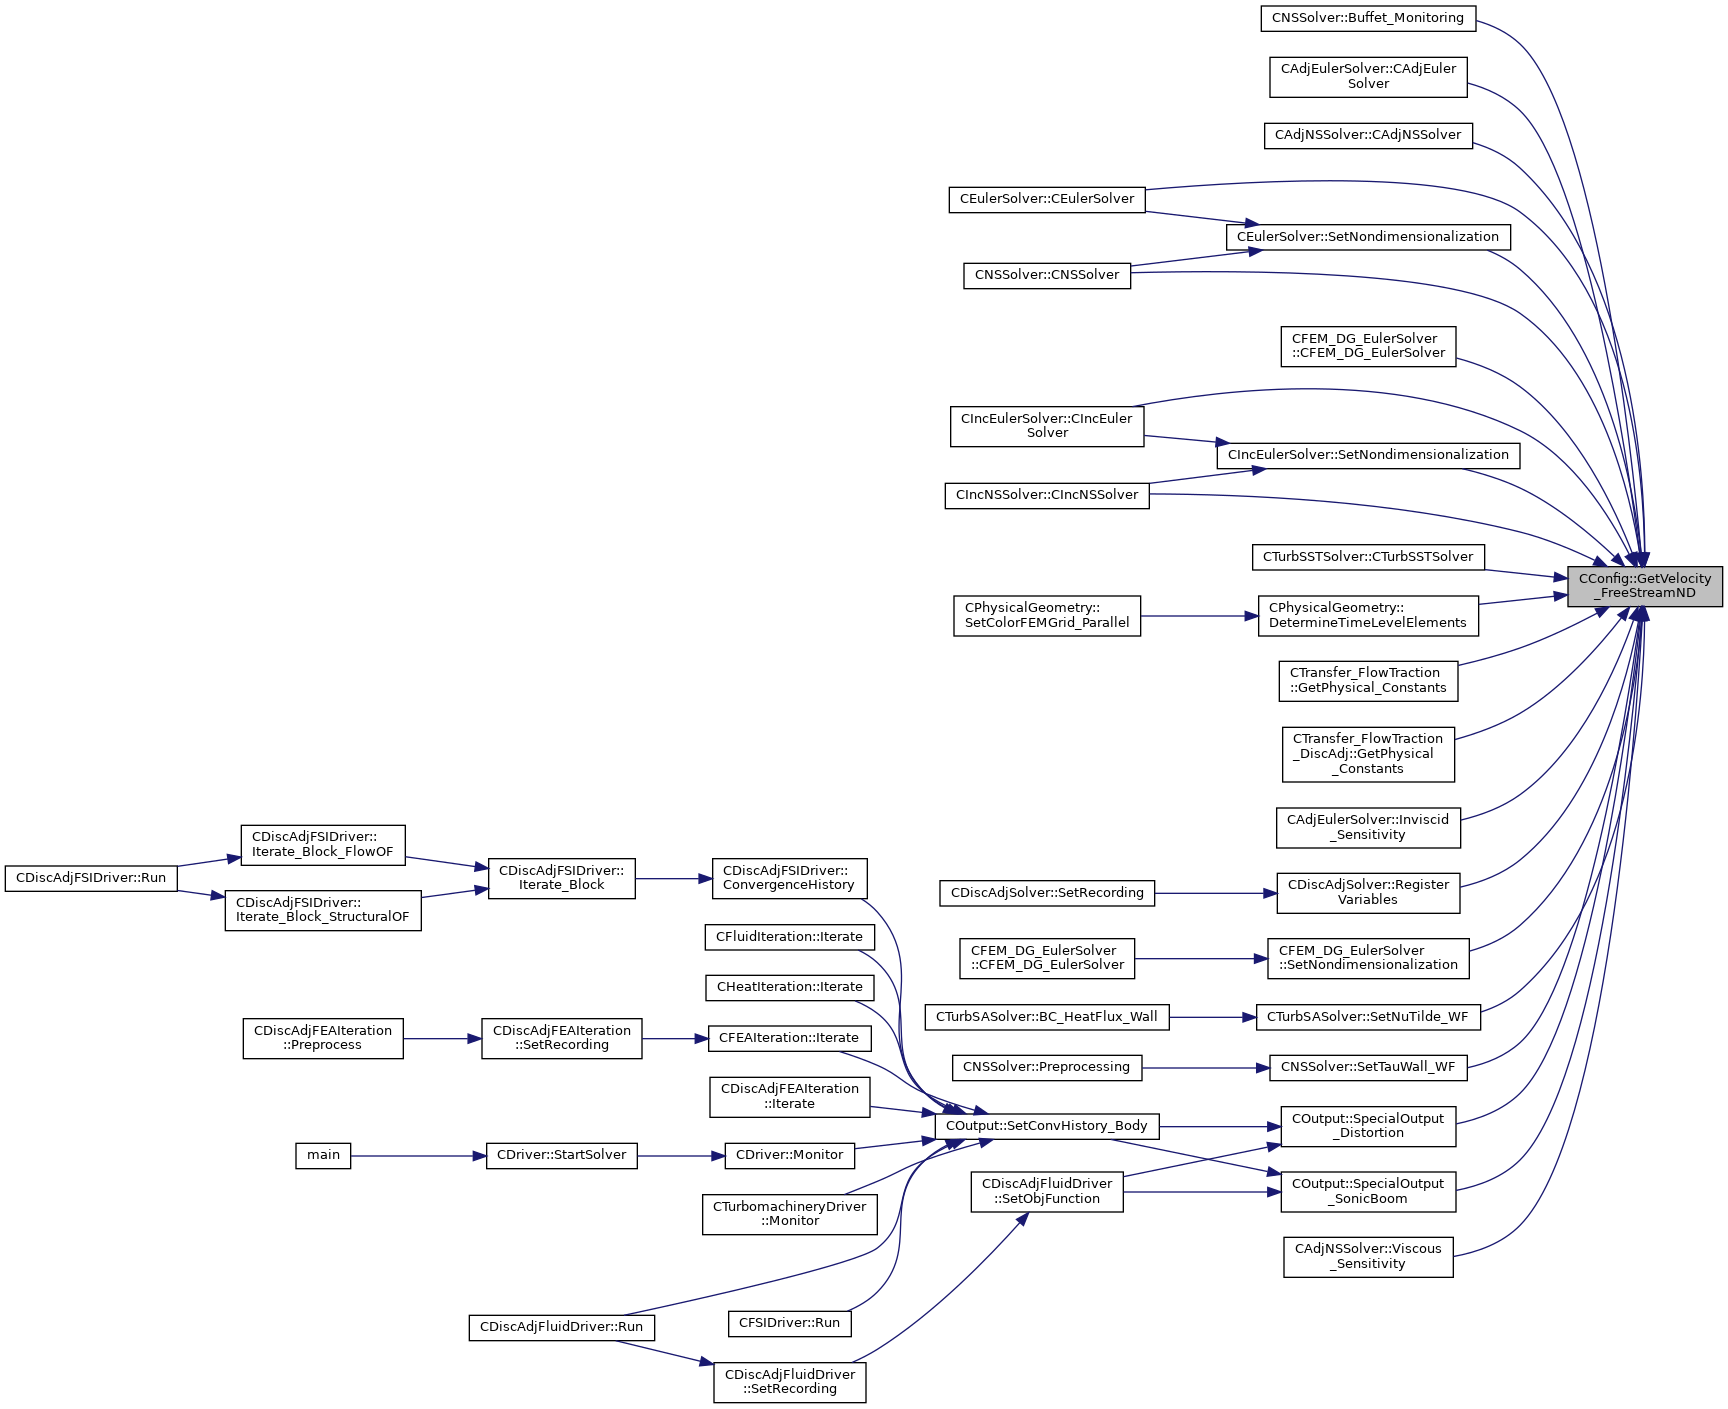 CNSSolver::Buffet_Monitoring
CAdjEulerSolver::CAdjEuler
Solver
CAdjNSSolver::CAdjNSSolver
CEulerSolver::CEulerSolver
CEulerSolver::SetNondimensionalization
CNSSolver::CNSSolver
CFEM_DG_EulerSolver
::CFEM_DG_EulerSolver
CIncEulerSolver::CIncEuler
Solver
CIncEulerSolver::SetNondimensionalization
CIncNSSolver::CIncNSSolver
CTurbSSTSolver::CTurbSSTSolver
CConfig::GetVelocity
_FreeStreamND
CPhysicalGeometry::
SetColorFEMGrid_Parallel
CPhysicalGeometry::
DetermineTimeLevelElements
CTransfer_FlowTraction
::GetPhysical_Constants
CTransfer_FlowTraction
_DiscAdj::GetPhysical
_Constants
CAdjEulerSolver::Inviscid
_Sensitivity
CDiscAdjFSIDriver::Run
CDiscAdjFSIDriver::
Iterate_Block_FlowOF
CDiscAdjFSIDriver::
Iterate_Block_StructuralOF
CDiscAdjFSIDriver::
Iterate_Block
CDiscAdjFSIDriver::
ConvergenceHistory
CDiscAdjSolver::SetRecording
CDiscAdjSolver::Register
Variables
CFluidIteration::Iterate
CFEM_DG_EulerSolver
::CFEM_DG_EulerSolver
CFEM_DG_EulerSolver
::SetNondimensionalization
CHeatIteration::Iterate
CTurbSASolver::BC_HeatFlux_Wall
CTurbSASolver::SetNuTilde_WF
CDiscAdjFEAIteration
::Preprocess
CDiscAdjFEAIteration
::SetRecording
CFEAIteration::Iterate
CNSSolver::Preprocessing
CNSSolver::SetTauWall_WF
CDiscAdjFEAIteration
::Iterate
COutput::SetConvHistory_Body
COutput::SpecialOutput
_Distortion
main
CDriver::StartSolver
CDriver::Monitor
CTurbomachineryDriver
::Monitor
CDiscAdjFluidDriver
::SetObjFunction
COutput::SpecialOutput
_SonicBoom
CAdjNSSolver::Viscous
_Sensitivity
CDiscAdjFluidDriver::Run
CFSIDriver::Run
CDiscAdjFluidDriver
::SetRecording